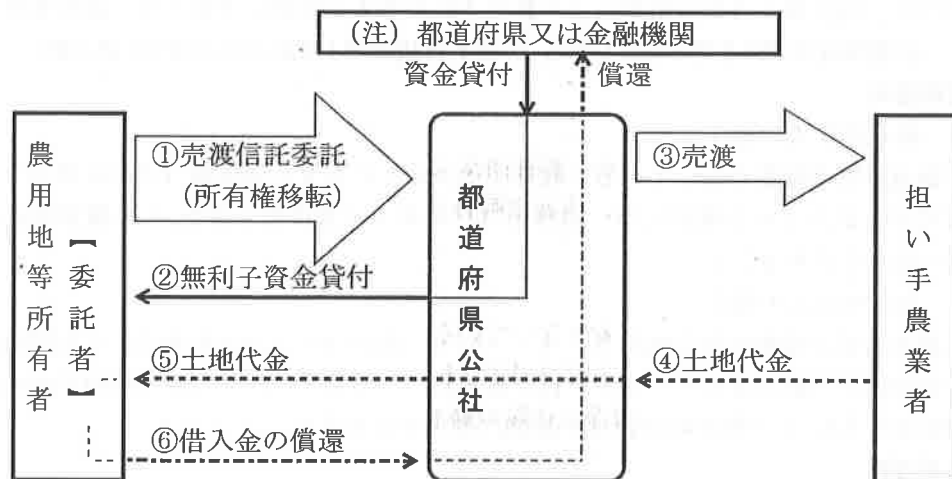 （注）都道府県又は金融機関
資金貸付
償還
農用地等所有者
【委託者】
①売渡信託委託
（所有権移転）
都道府県公社
③売渡
担い手農業者
②無利子資金貸付
⑤土地代金
④土地代金
⑥借入金の償還